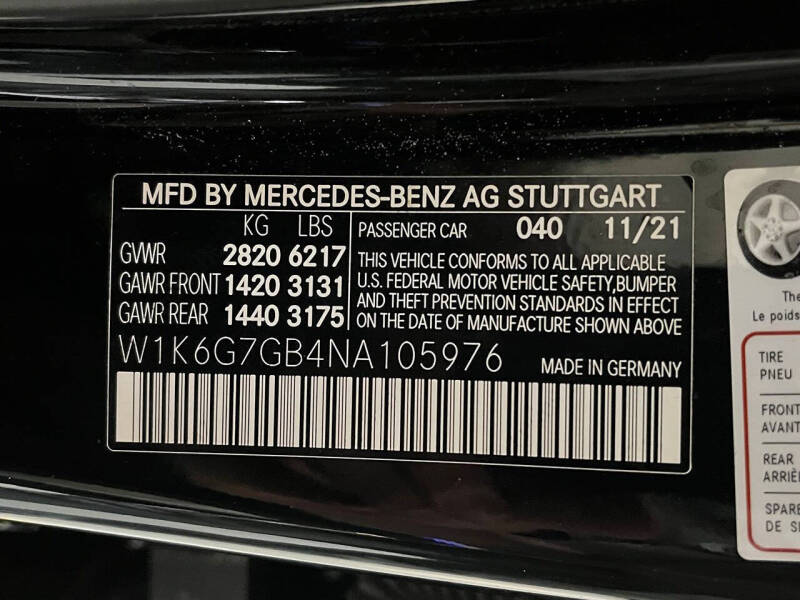 MFD BY MERCEDES-BENZ AG STUTTGART
KG LBS
GVWR 2820 6217
GAWR FRONT 1420 3131
GAWR REAR 1440 3175
PASSENGER CAR 040 11/21
THIS VEHICLE CONFORMS TO ALL APPLICABLE
U.S. FEDERAL MOTOR VEHICLE SAFETY,BUMPER
AND THEFT PREVENTION STANDARDS IN EFFECT
ON THE DATE OF MANUFACTURE SHOWN ABOVE
W1K6G7GB4NA105976
MADE IN GERMANY
The
Le poids
TIRE
PNEU
FRONT
AVANT
REAR
ARRIÈ
SPARE
DE SE